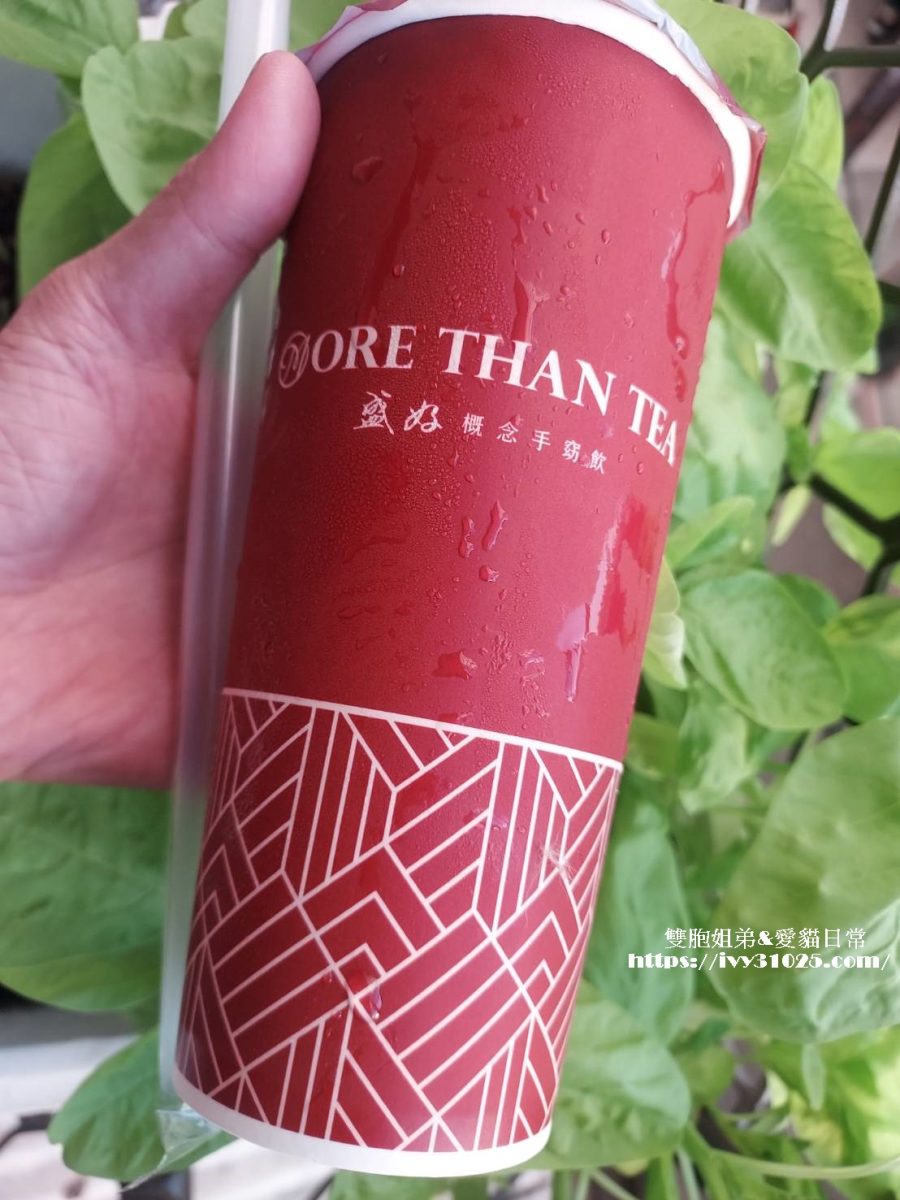 MORE THAN TEA
盛好 概念手窈飲
雙胞姐弟&愛貓日常
https://ivy31025.com/